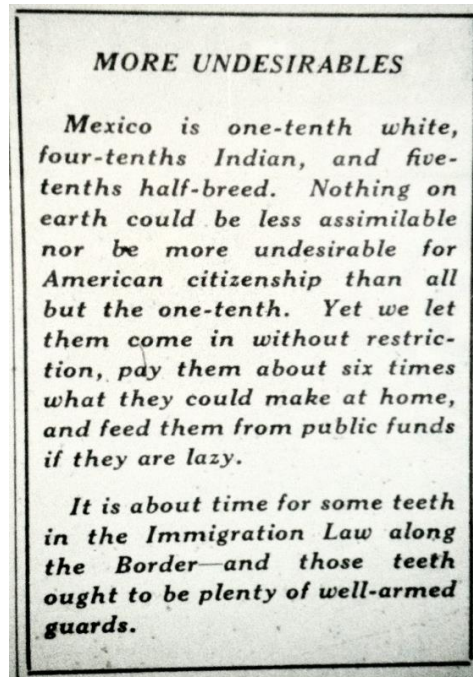 MORE UNDESIRABLES
Mexico is one-tenth white,
four-tenths Indian, and five-
tenths half-breed. Nothing on
earth could be less assimilable
nor be more undesirable for
American citizenship than all
but the one-tenth. Yet we let
them come in without restric-
tion, pay them about six times
what they could make at home,
and feed them from public funds
if they are lazy.
It is about time for some teeth
in the Immigration Law along
the Border—and those teeth
ought to be plenty of well-armed
guards.